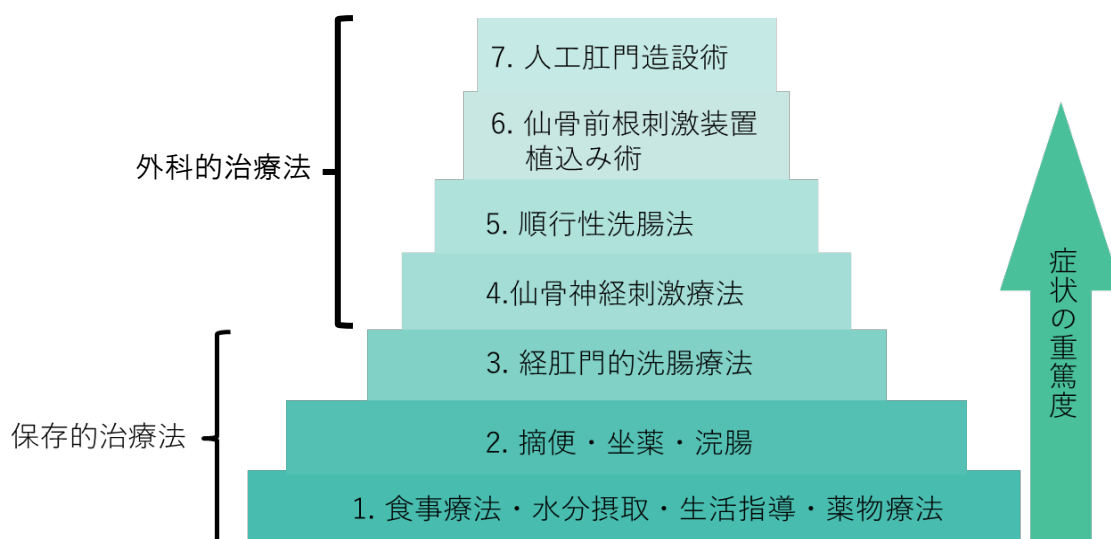 7. 人工肛門造設術
6. 仙骨前根刺激装置
植込み術
外科的治療法
5. 順行性洗腸法
4.仙骨神経刺激療法
3. 経肛門的洗腸療法
保存的治療法
2. 摘便・坐薬・浣腸
1. 食事療法・水分摂取・生活指導・薬物療法
症状の重篤度